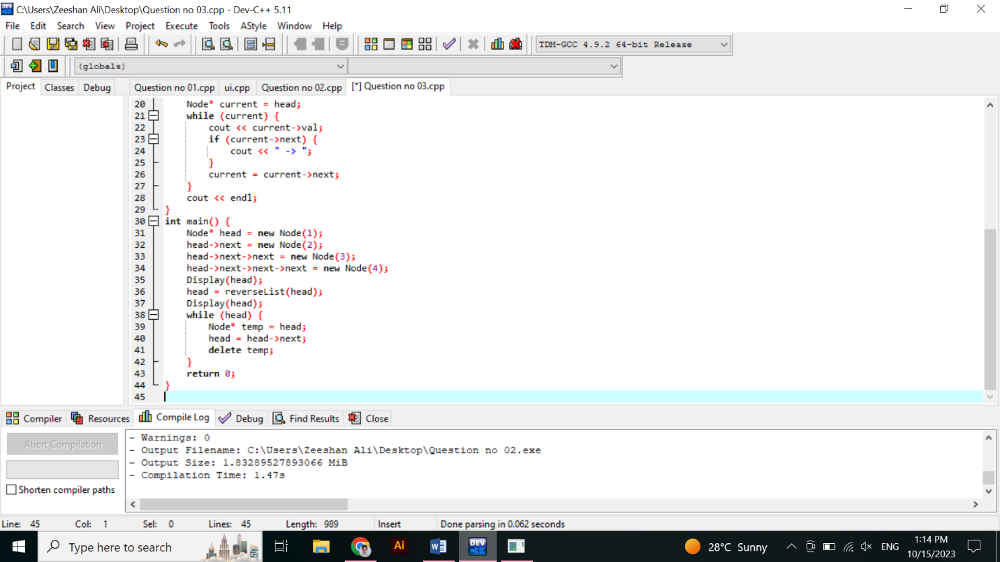 C:\Users\Zeeshan Ali\Desktop\Question no 03.cpp - Dev-C++ 5.11
File Edit Search View Project Execute Tools AStyle Window Help
TDM-GCC 4.9.2 64-bit Release
(globals)
Project Classes Debug Question no 01.cpp ui.cpp Question no 02.cpp [*] Question no 03.cpp
20 Node* current = head;
21 while (current) {
22 cout << current->val;
23 if (current->next) {
24 cout << " -> ";
25 }
26 current = current->next;
27 }
28 cout << endl;
29 }
30 int main() {
31 Node* head = new Node(1);
32 head->next = new Node(2);
33 head->next->next = new Node(3);
34 head->next->next->next = new Node(4);
35 Display(head);
36 head = reverseList(head);
37 Display(head);
38 while (head) {
39 Node* temp = head;
40 head = head->next;
41 delete temp;
42 }
43 return 0;
44 }
45
Compiler Resources Compile Log Debug Find Results Close
Abort Compilation
Shorten compiler paths
- Warnings: 0
- Output Filename: C:\Users\Zeeshan Ali\Desktop\Question no 02.exe
- Output Size: 1.83289527893066 MiB
- Compilation Time: 1.47s
Line: 45 Col: 1 Sel: 0 Lines: 45 Length: 989 Insert Done parsing in 0.062 seconds
Type here to search
Ai
W
DEV
C++
28°C Sunny
ENG
1:14 PM
10/15/2023